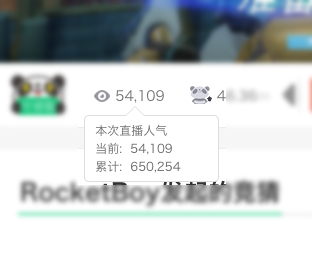 54,109
本次直播人气
当前: 54,109
累计: 650,254
RocketBoy发起的竞猜